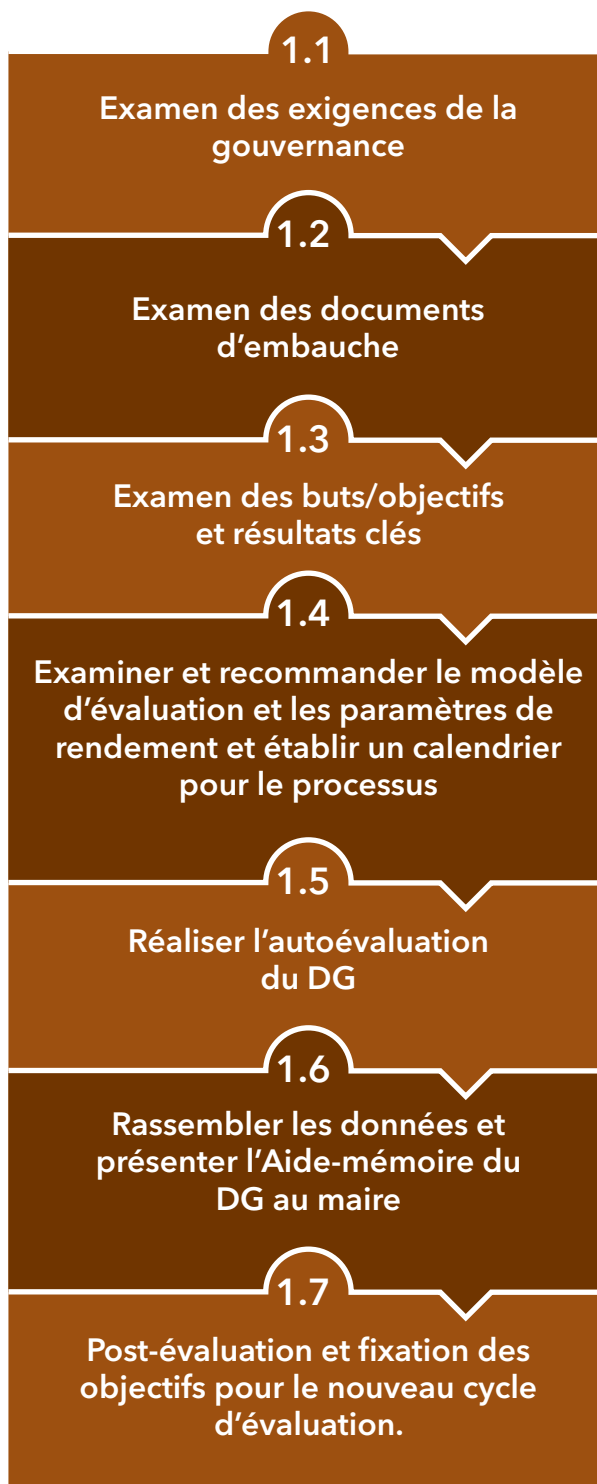 1.1
Examen des exigences de la
gouvernance
1.2
Examen des documents
d’embauche
1.3
Examen des buts/objectifs
et résultats clés
1.4
Examiner et recommander le modèle
d’évaluation et les paramètres de
rendement et établir un calendrier
pour le processus
1.5
Réaliser l’autoévaluation
du DG
1.6
Rassembler les données et
présenter l’Aide-mémoire du
DG au maire
1.7
Post-évaluation et fixation des
objectifs pour le nouveau cycle
d’évaluation.